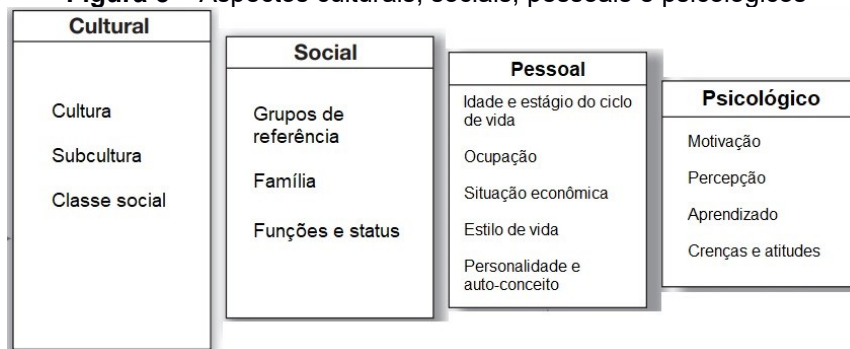 Aspectos culturais, sociais, pessoais e psicológicos
Cultural
Cultura
Subcultura
Classe social
Social
Grupos de
referência
Família
Funções e status
Pessoal
Idade e estágio do ciclo
de vida
Ocupação
Situação econômica
Estilo de vida
Personalidade e
auto-conceito
Psicológico
Motivação
Percepção
Aprendizado
Crenças e atitudes